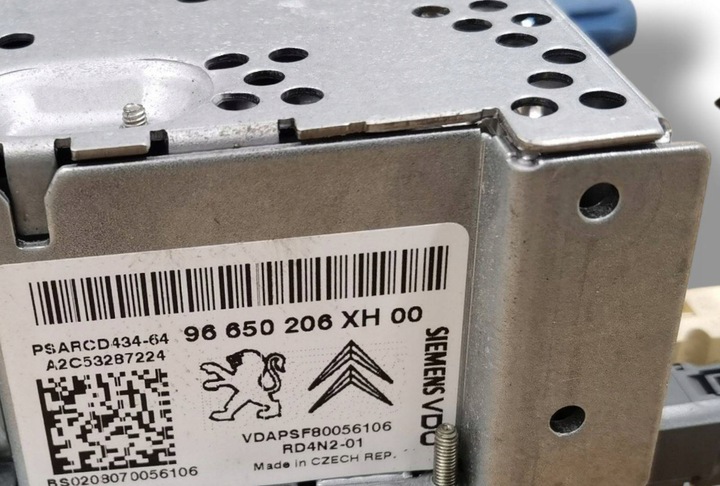 PSARCD434-64 96 650 206 XH 00
A2C53287224
SIEMENS VDO
VDAPSF80056106
RD4N2-01
Made in CZECH REP.
BS0208070056106